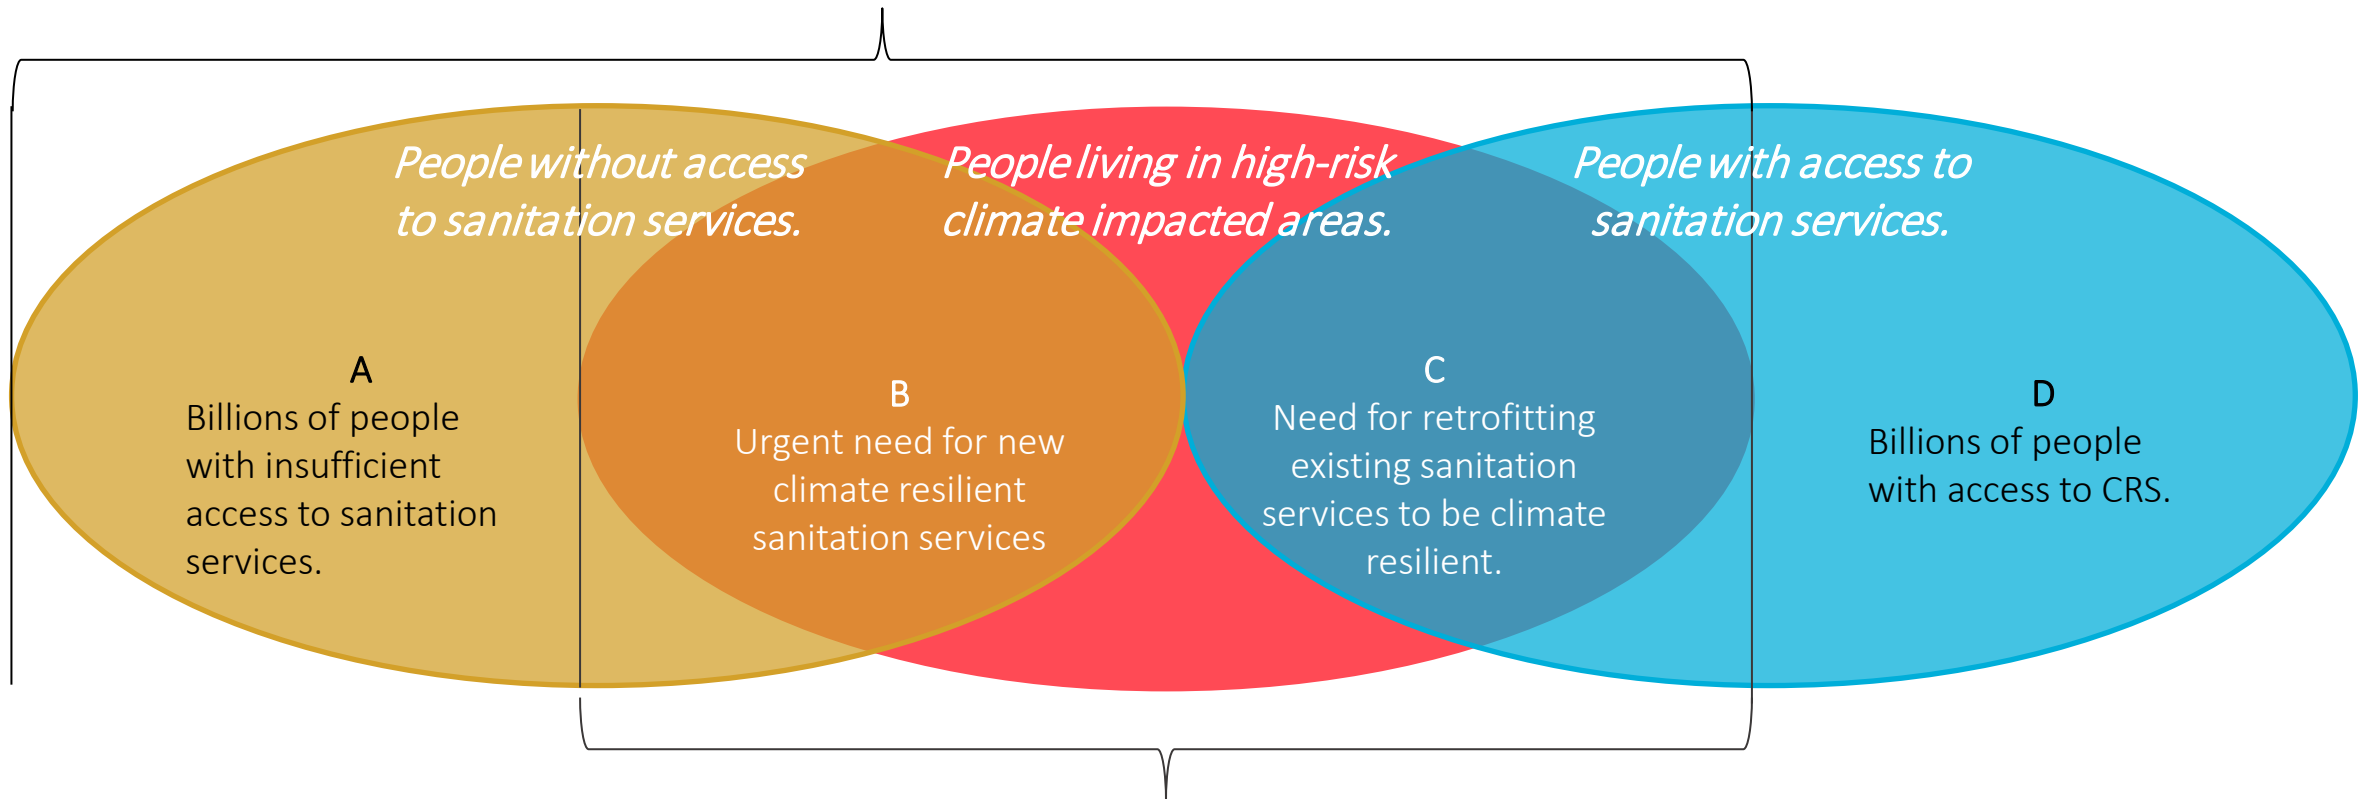 People without access
to sanitation services.
People living in high-risk
climate impacted areas.
People with access to
sanitation services.
A
Billions of people
with insufficient
access to sanitation
services.
B
Urgent need for new
climate resilient
sanitation services
C
Need for retrofitting
existing sanitation
services to be climate
resilient.
D
Billions of people
with access to CRS.